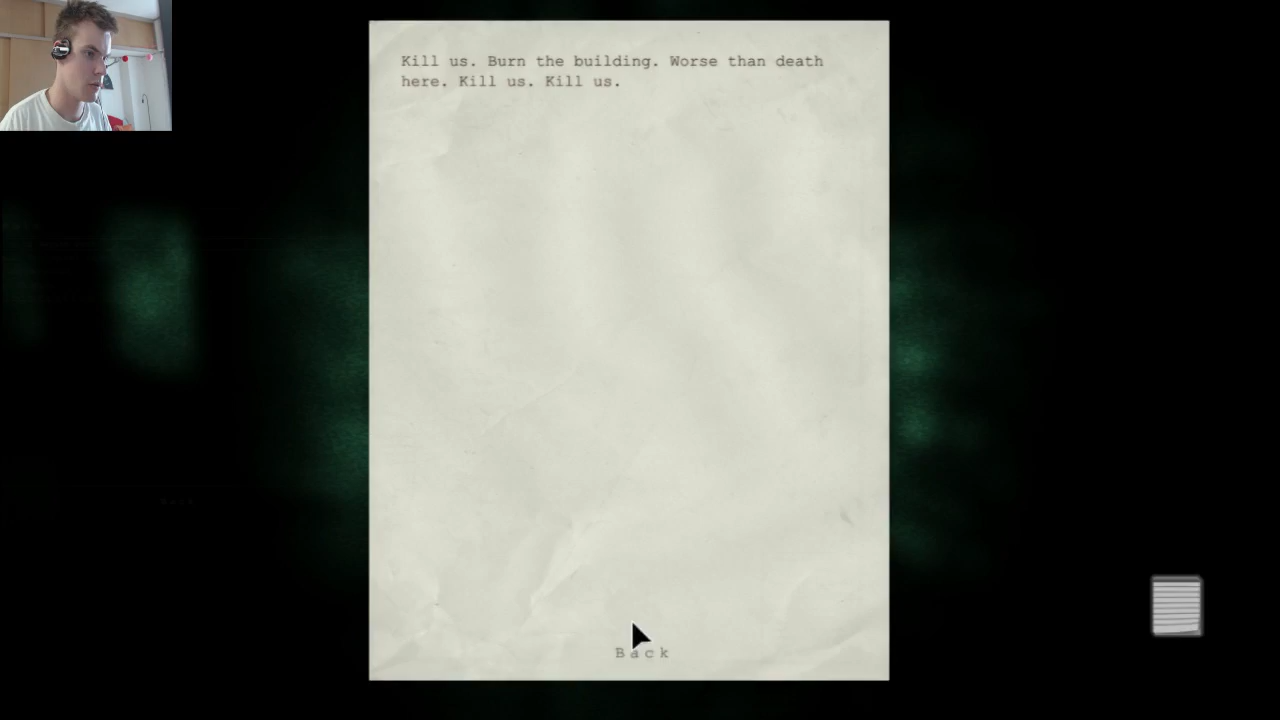 Kill us. Burn the building. Worse than death
here. Kill us. Kill us.
Back